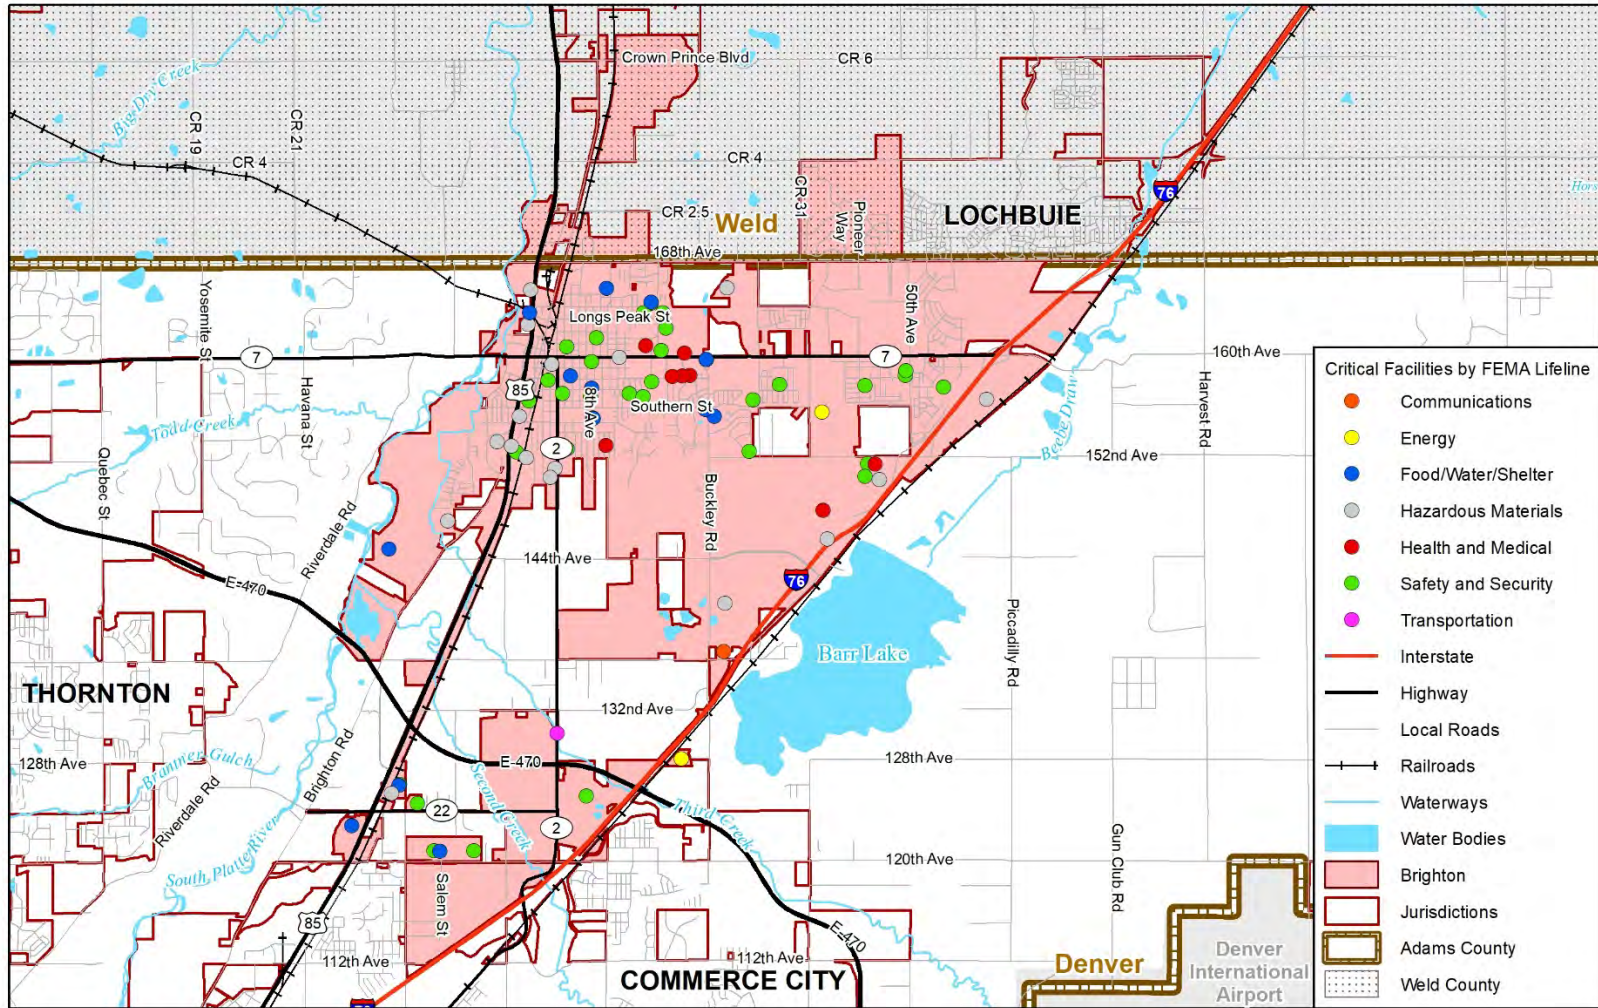 Crown Prince Blvd
CR 6
Big Dry Creek
CR 19
CR 21
CR 4
CR 4
CR 31
Pioneer
Way
CR 2.5
Weld
LOCHBUIE
76
Hors
168th Ave
Yosemite St
Longs Peak St
50th Ave
7
7
160th Ave
85
Havana St
8th Ave
Southern St
Todd Creek
Beebe Draw
Harvest Rd
2
152nd Ave
Quebec St
Riverdale Rd
Buckley Rd
144th Ave
E-470
76
Piccadilly Rd
Barr Lake
THORNTON
132nd Ave
Brighton Rd
128th Ave
Brantner Gulch
E-470
128th Ave
Second Creek
Third Creek
Riverdale Rd
22
2
South Platte River
120th Ave
Gun Club Rd
Salem St
85
E-470
112th Ave
112th Ave
COMMERCE CITY
Denver
Denver
International
Airport
Critical Facilities by FEMA Lifeline
Communications
Energy
Food/Water/Shelter
Hazardous Materials
Health and Medical
Safety and Security
Transportation
Interstate
Highway
Local Roads
Railroads
Waterways
Water Bodies
Brighton
Jurisdictions
Adams County
Weld County